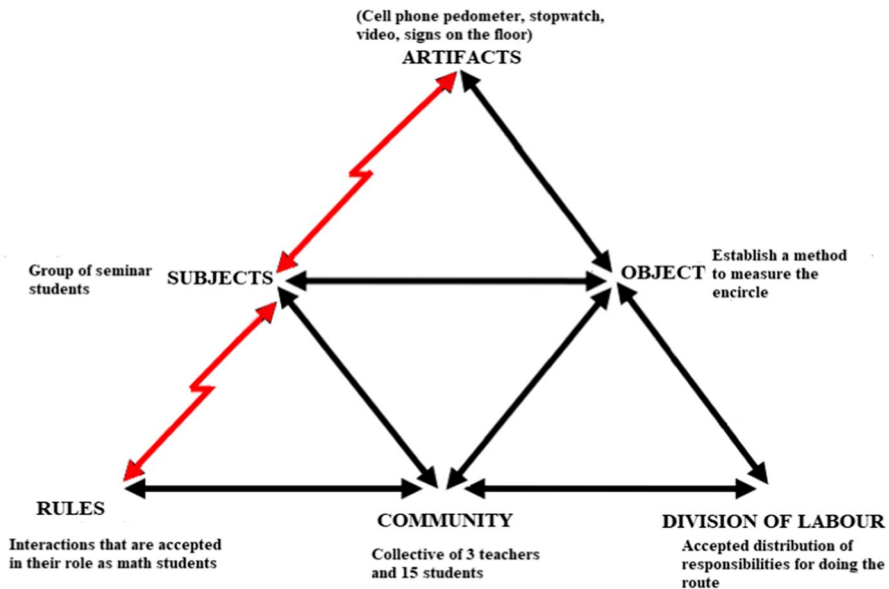 (Cell phone pedometer, stopwatch,
video, signs on the floor)
ARTIFACTS
Group of seminar
students
SUBJECTS
OBJECT
Establish a method
to measure the
encircle
RULES
Interactions that are accepted
in their role as math students
COMMUNITY
Collective of 3 teachers
and 15 students
DIVISION OF LABOUR
Accepted distribution of
responsibilities for doing the
route